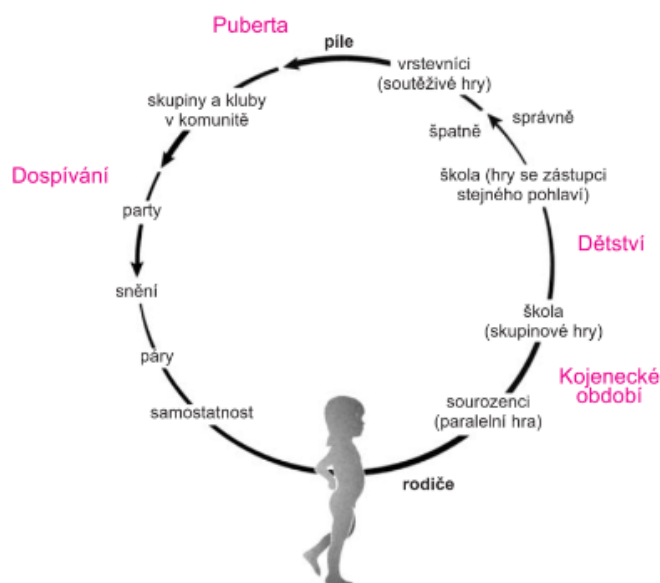 Puberta
píle
vrstevníci
(soutěživé hry)
skupiny a kluby
v komunitě
správně
špatně
Dospívání
škola (hry se zástupci
stejného pohlaví)
party
Dětství
snění
škola
(skupinové hry)
páry
Kojenecké
období
samostatnost
sourozenci
(paralelní hra)
rodiče